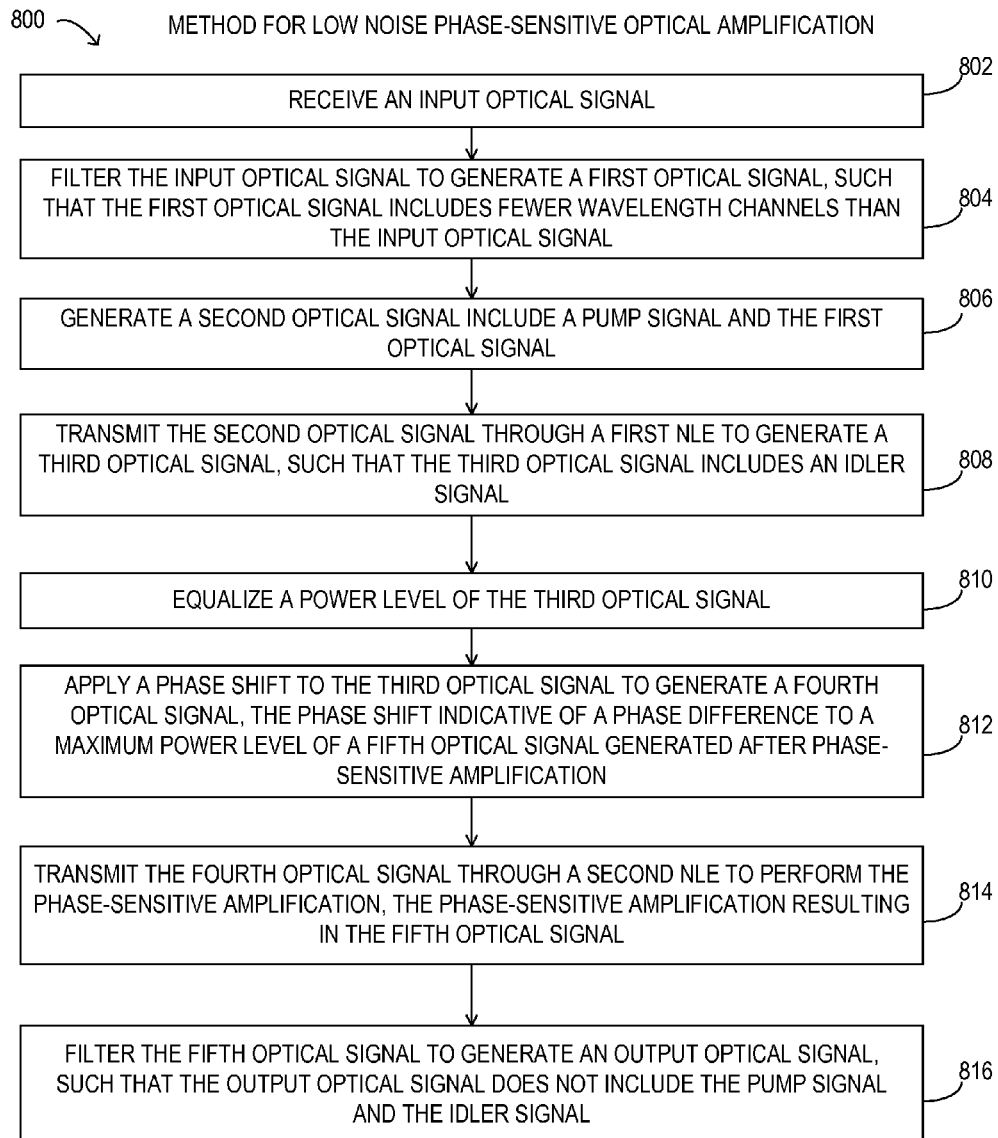 800
METHOD FOR LOW NOISE PHASE-SENSITIVE OPTICAL AMPLIFICATION
802
RECEIVE AN INPUT OPTICAL SIGNAL
FILTER THE INPUT OPTICAL SIGNAL TO GENERATE A FIRST OPTICAL SIGNAL, SUCH
THAT THE FIRST OPTICAL SIGNAL INCLUDES FEWER WAVELENGTH CHANNELS THAN
THE INPUT OPTICAL SIGNAL
804
GENERATE A SECOND OPTICAL SIGNAL INCLUDE A PUMP SIGNAL AND THE FIRST
OPTICAL SIGNAL
806
TRANSMIT THE SECOND OPTICAL SIGNAL THROUGH A FIRST NLE TO GENERATE A
THIRD OPTICAL SIGNAL, SUCH THAT THE THIRD OPTICAL SIGNAL INCLUDES AN IDLER
SIGNAL
808
EQUALIZE A POWER LEVEL OF THE THIRD OPTICAL SIGNAL
810
APPLY A PHASE SHIFT TO THE THIRD OPTICAL SIGNAL TO GENERATE A FOURTH
OPTICAL SIGNAL, THE PHASE SHIFT INDICATIVE OF A PHASE DIFFERENCE TO A
MAXIMUM POWER LEVEL OF A FIFTH OPTICAL SIGNAL GENERATED AFTER PHASE-
SENSITIVE AMPLIFICATION
812
TRANSMIT THE FOURTH OPTICAL SIGNAL THROUGH A SECOND NLE TO PERFORM THE
PHASE-SENSITIVE AMPLIFICATION, THE PHASE-SENSITIVE AMPLIFICATION RESULTING
IN THE FIFTH OPTICAL SIGNAL
814
FILTER THE FIFTH OPTICAL SIGNAL TO GENERATE AN OUTPUT OPTICAL SIGNAL,
SUCH THAT THE OUTPUT OPTICAL SIGNAL DOES NOT INCLUDE THE PUMP SIGNAL
AND THE IDLER SIGNAL
816